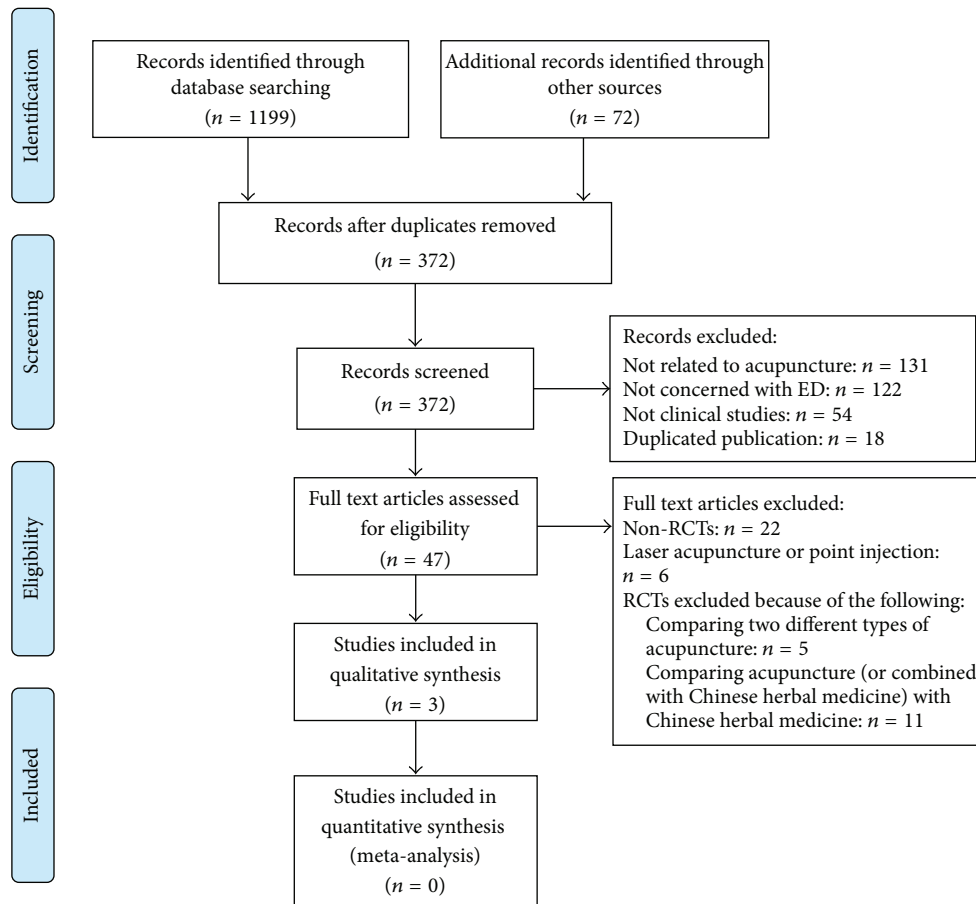 Identification
Records identified through
database searching
(n = 1199)
Additional records identified through
other sources
(n = 72)
Records after duplicates removed
(n = 372)
Screening
Records screened
(n = 372)
Records excluded:
Not related to acupuncture: n = 131
Not concerned with ED: n = 122
Not clinical studies: n = 54
Duplicated publication: n = 18
Eligibility
Full text articles assessed
for eligibility
(n = 47)
Full text articles excluded:
Non-RCTs: n = 22
Laser acupuncture or point injection:
n = 6
RCTs excluded because of the following:
Comparing two different types of
acupuncture: n = 5
Comparing acupuncture (or combined
with Chinese herbal medicine) with
Chinese herbal medicine: n = 11
Studies included in
qualitative synthesis
(n = 3)
Included
Studies included in
quantitative synthesis
(meta-analysis)
(n = 0)